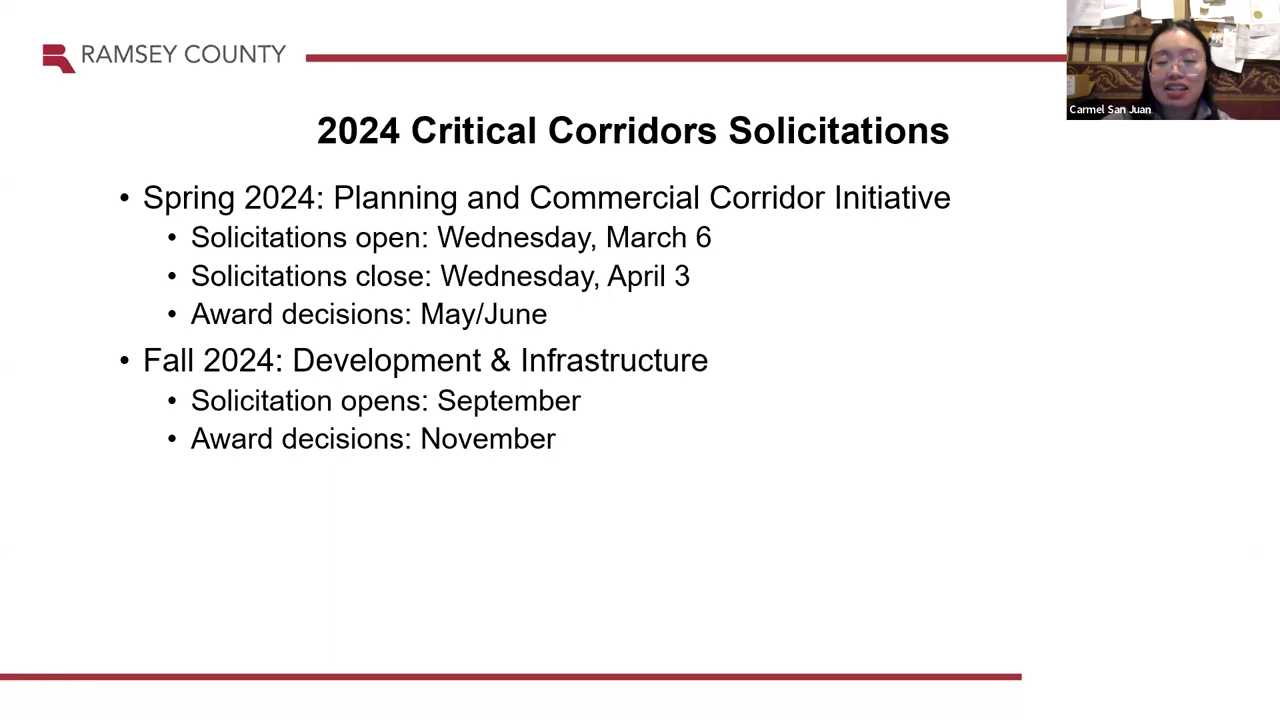 RAMSEY COUNTY
Carmel San Juan
2024 Critical Corridors Solicitations
• Spring 2024: Planning and Commercial Corridor Initiative
• Solicitations open: Wednesday, March 6
• Solicitations close: Wednesday, April 3
• Award decisions: May/June
• Fall 2024: Development & Infrastructure
• Solicitation opens: September
• Award decisions: November